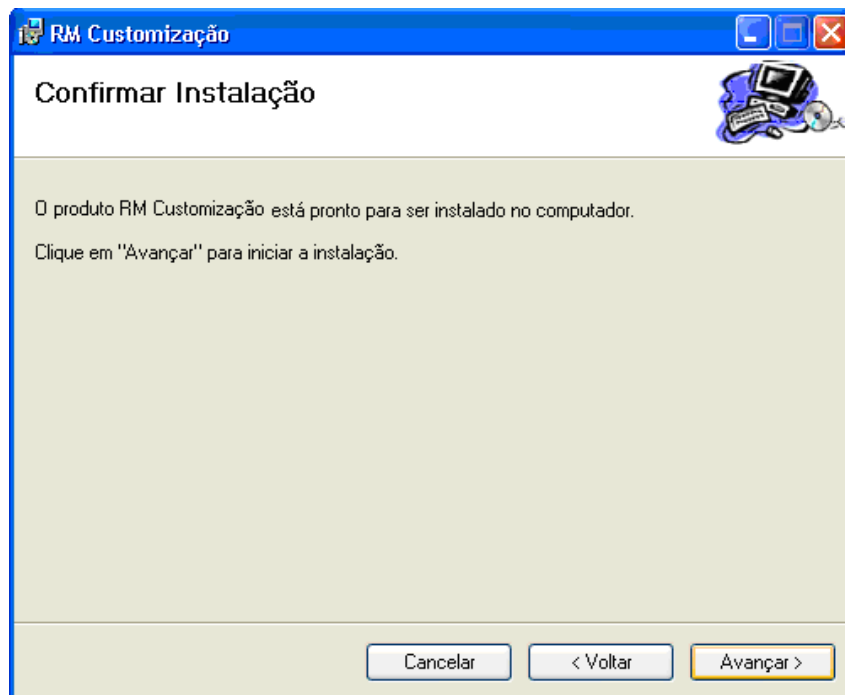 RM Customização
Confirmar Instalação
O produto RM Customização está pronto para ser instalado no computador.
Clique em "Avançar" para iniciar a instalação.
Cancelar
< Voltar
Avançar >